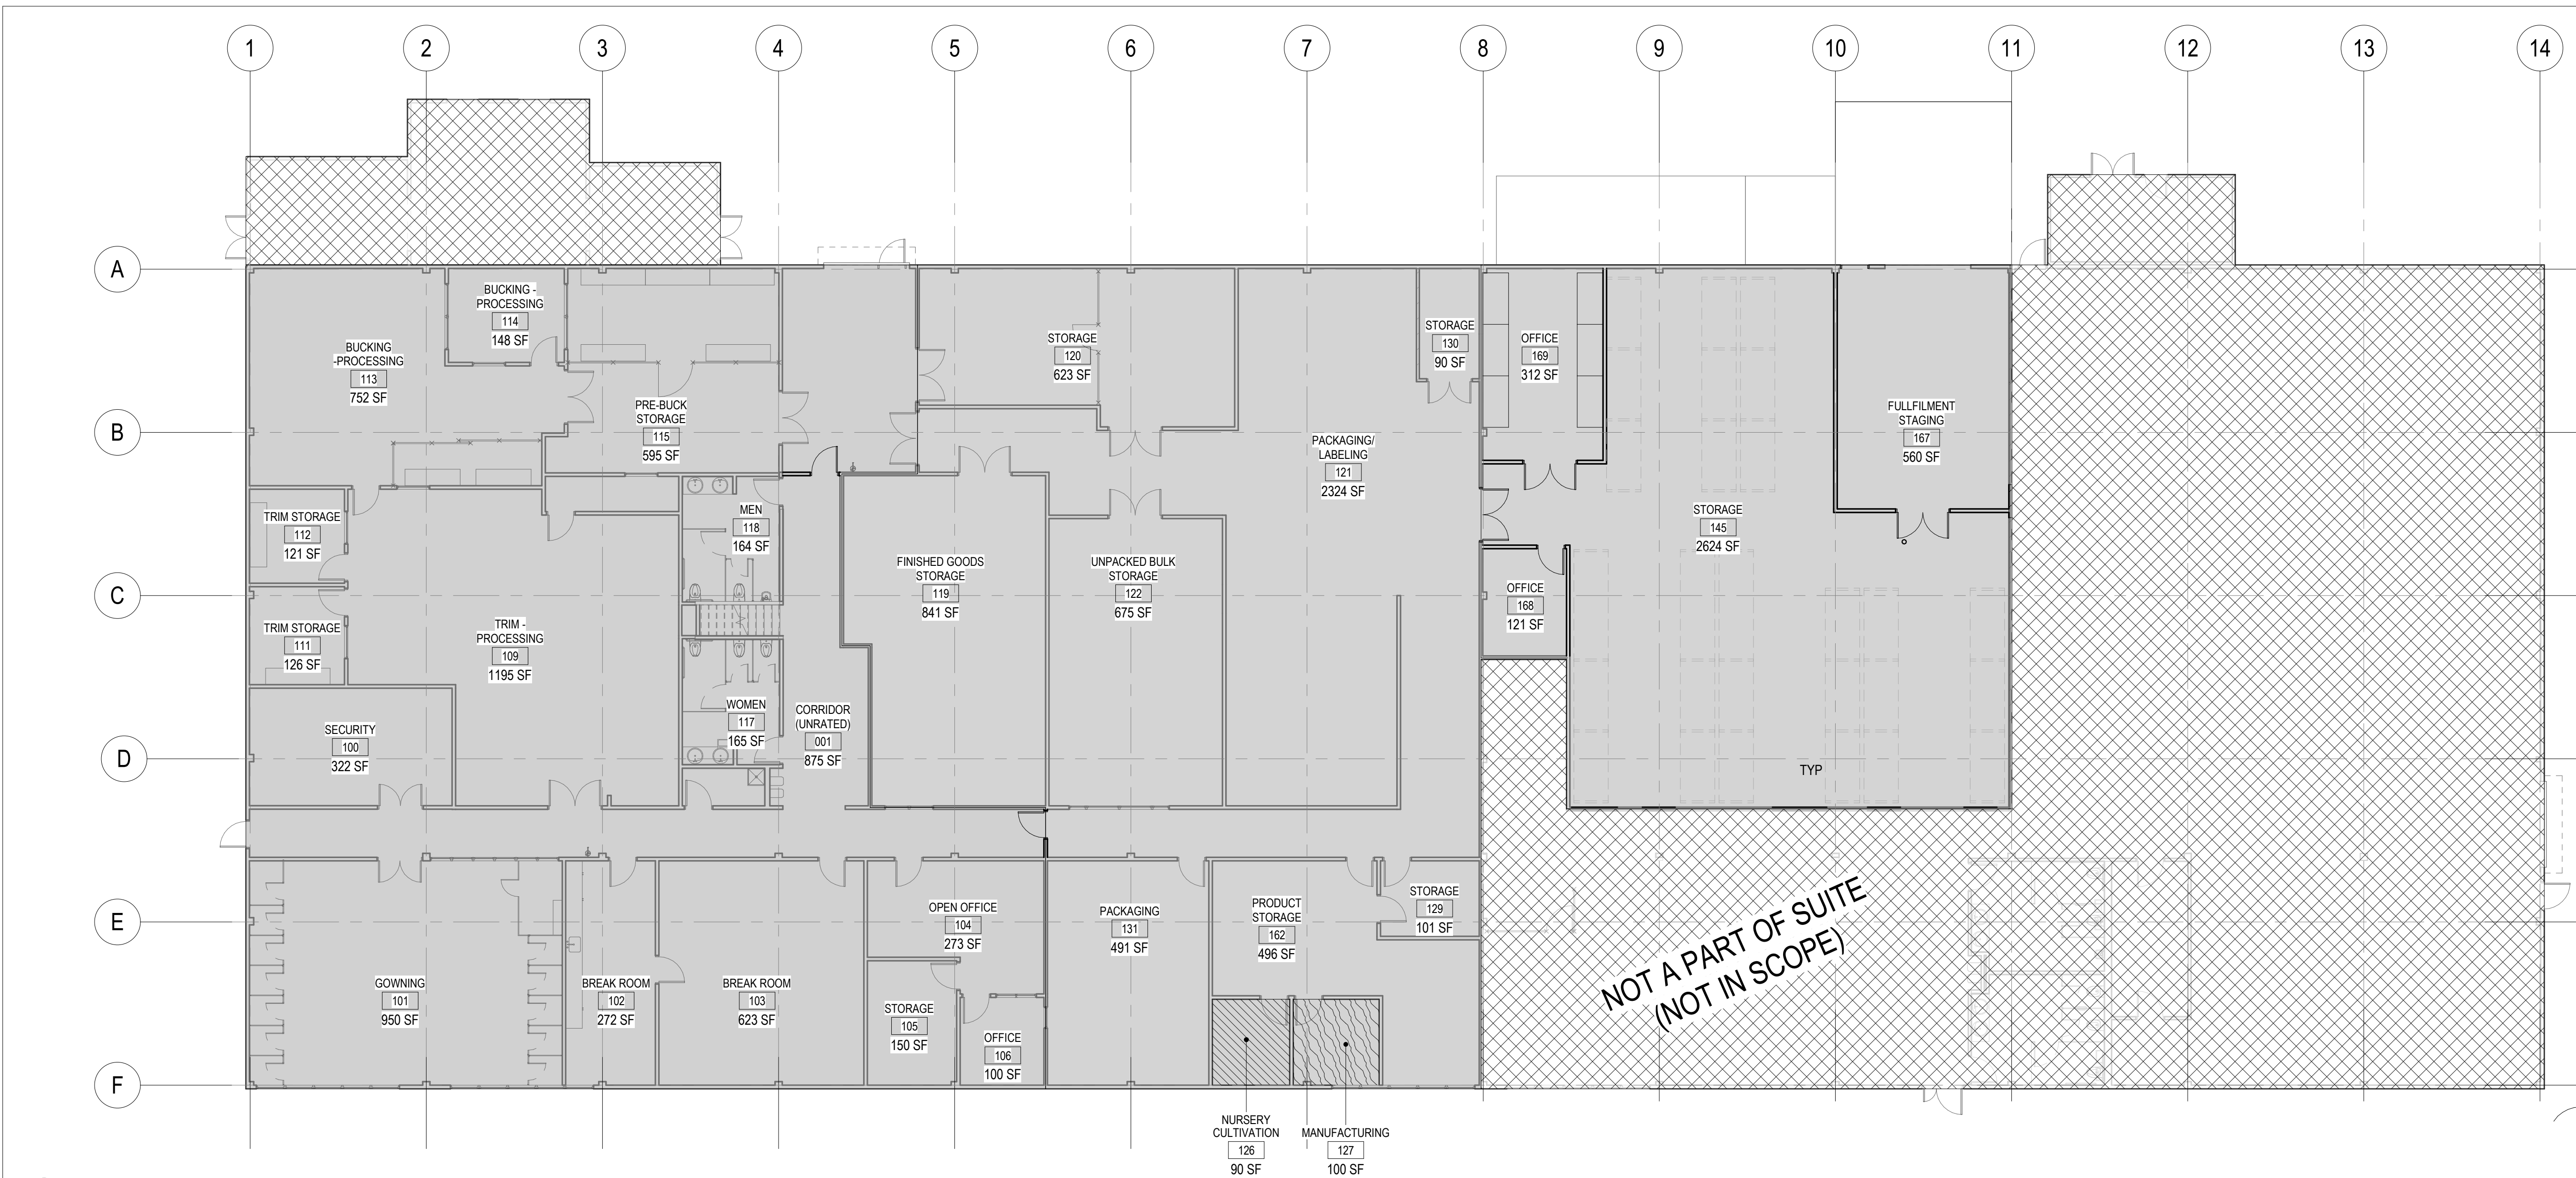 1 2 3 4 5 6 7 8 9 10 11 12 13 14
A
B
C
D
E
F
BUCKING -
PROCESSING
114
148 SF
BUCKING
-PROCESSING
113
752 SF
PRE-BUCK
STORAGE
115
595 SF
STORAGE
120
623 SF
PACKAGING/
LABELING
121
2324 SF
STORAGE
130
90 SF
OFFICE
169
312 SF
FULLFILMENT
STAGING
167
560 SF
STORAGE
145
2624 SF
TRIM STORAGE
112
121 SF
MEN
118
164 SF
FINISHED GOODS
STORAGE
119
841 SF
UNPACKED BULK
STORAGE
122
675 SF
OFFICE
168
121 SF
TRIM STORAGE
111
126 SF
TRIM -
PROCESSING
109
1195 SF
SECURITY
100
322 SF
WOMEN
117
165 SF
CORRIDOR
(UNRATED)
001
875 SF
TYP
GOWNING
101
950 SF
BREAK ROOM
102
272 SF
BREAK ROOM
103
623 SF
OPEN OFFICE
104
273 SF
STORAGE
105
150 SF
OFFICE
106
100 SF
PACKAGING
131
491 SF
PRODUCT
STORAGE
162
496 SF
STORAGE
129
101 SF
NOT A PART OF SUITE
(NOT IN SCOPE)
NURSERY
CULTIVATION
126
90 SF
MANUFACTURING
127
100 SF